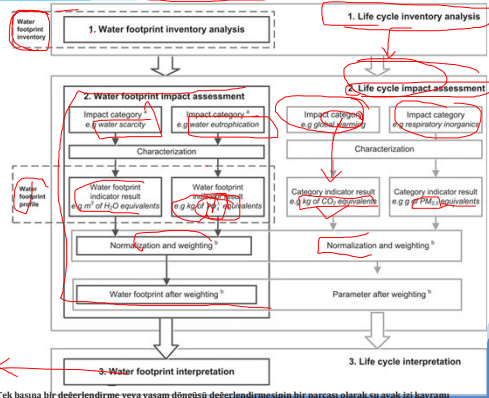 Water
footprint
inventory
1. Water footprint inventory analysis
1. Life cycle inventory analysis
2. Water footprint impact assessment
2. Life cycle impact assessment
Impact category a
e.g water scarcity
Impact category a
e.g water eutrophication
Impact category
e.g global warming
Impact category
e.g respiratory inorganics
Characterization
Characterization
Water
footprint
profile
Water footprint
indicator result
e.g m3 of H2O equivalents
Water footprint
indicator result
e.g kg of equivalents
Category indicator result
e.g kg of CO2 equivalents
Category indicator result
e.g g of PM2.5 equivalents
Normalization and weighting b
Normalization and weighting b
Water footprint after weighting b
Parameter after weighting b
3. Water footprint interpretation
3. Life cycle interpretation
Tek başına bir değerlendirme veya yaşam döngüsü değerlendirmesinin bir parçası olarak su ayak izi kavramı